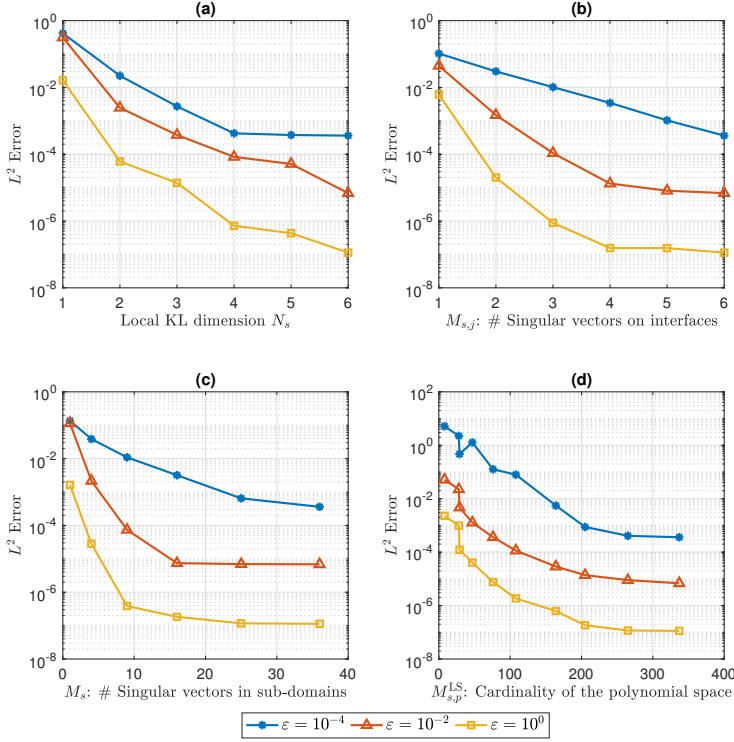 (a)
10^0
10^-2
10^-4
10^-6
10^-8
L^2 Error
1 2 3 4 5 6
Local KL dimension N_s
(b)
10^0
10^-2
10^-4
10^-6
10^-8
L^2 Error
1 2 3 4 5 6
M_{s,j}: # Singular vectors on interfaces
(c)
10^0
10^-2
10^-4
10^-6
10^-8
L^2 Error
0 10 20 30 40
M_s: # Singular vectors in sub-domains
(d)
10^2
10^0
10^-2
10^-4
10^-6
10^-8
L^2 Error
0 100 200 300 400
M_{s,p}^{LS}: Cardinality of the polynomial space
ε = 10^-4 ε = 10^-2 ε = 10^0